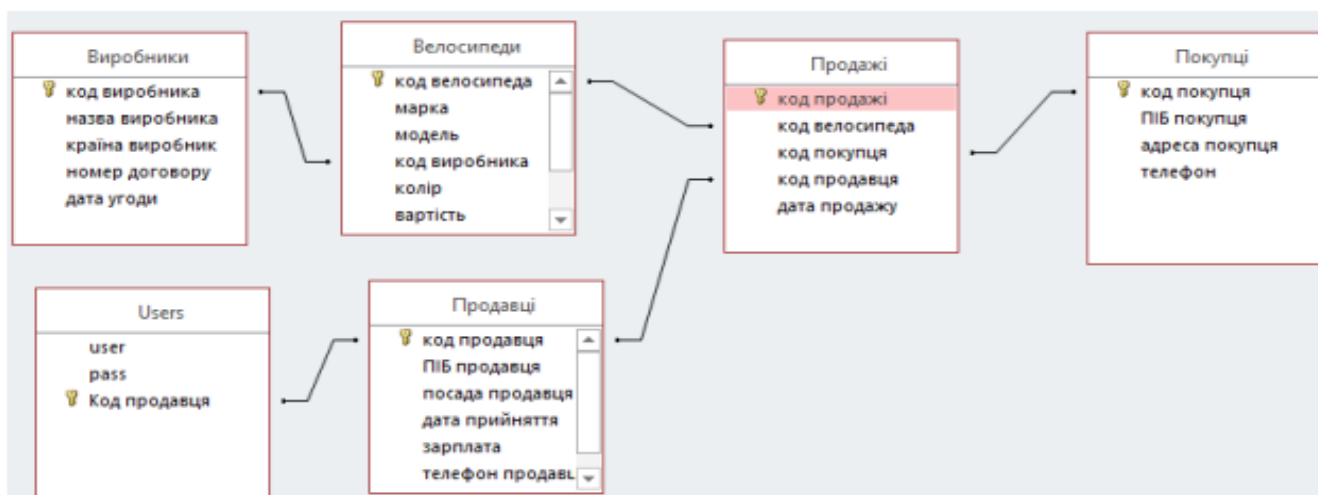 Виробники
код виробника
назва виробника
країна виробник
номер договору
дата угоди
Велосипеди
код велосипеда
марка
модель
код виробника
колір
вартість
Продажі
код продажі
код велосипеда
код покупця
код продавця
дата продажу
Покупці
код покупця
ПІБ покупця
адреса покупця
телефон
Users
user
pass
Код продавця
Продавці
код продавця
ПІБ продавця
посада продавця
дата прийняття
зарплата
телефон продавц